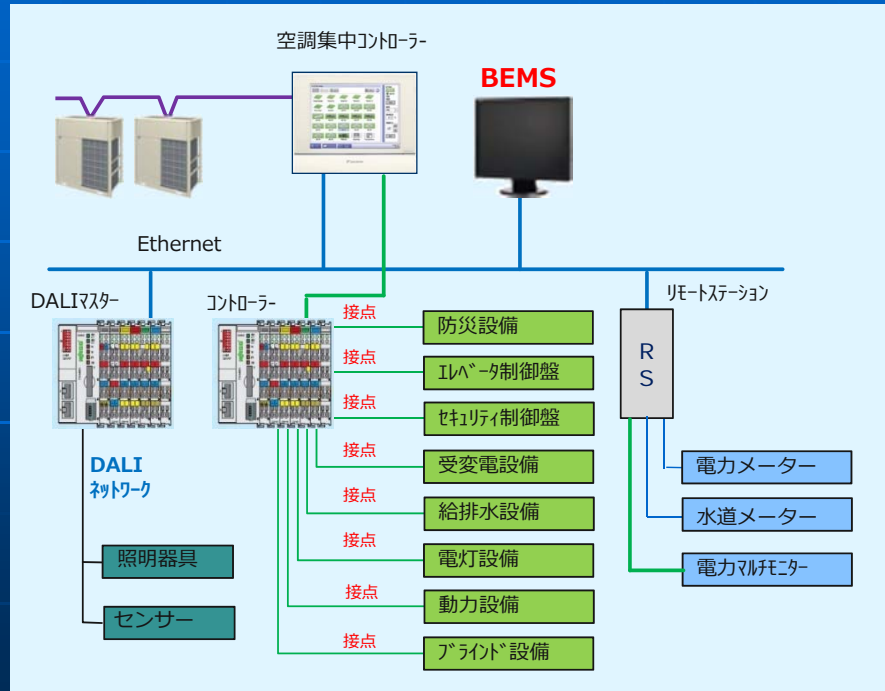 空調集中ｺﾝﾄﾛｰﾗｰ
BEMS
Ethernet
DALIﾏｽﾀｰ
ｺﾝﾄﾛｰﾗｰ
ﾘﾓｰﾄｽﾃｰｼｮﾝ
接点
防災設備
接点
ｴﾚﾍﾞｰﾀ制御盤
接点
ｾｷｭﾘﾃｨ制御盤
接点
受変電設備
接点
給排水設備
接点
電灯設備
接点
動力設備
接点
ﾌﾞﾗｲﾝﾄﾞ設備
R
S
電力メーター
水道メーター
電力ﾏﾙﾁﾓﾆﾀｰ
DALI
ﾈｯﾄﾜｰｸ
照明器具
センサー